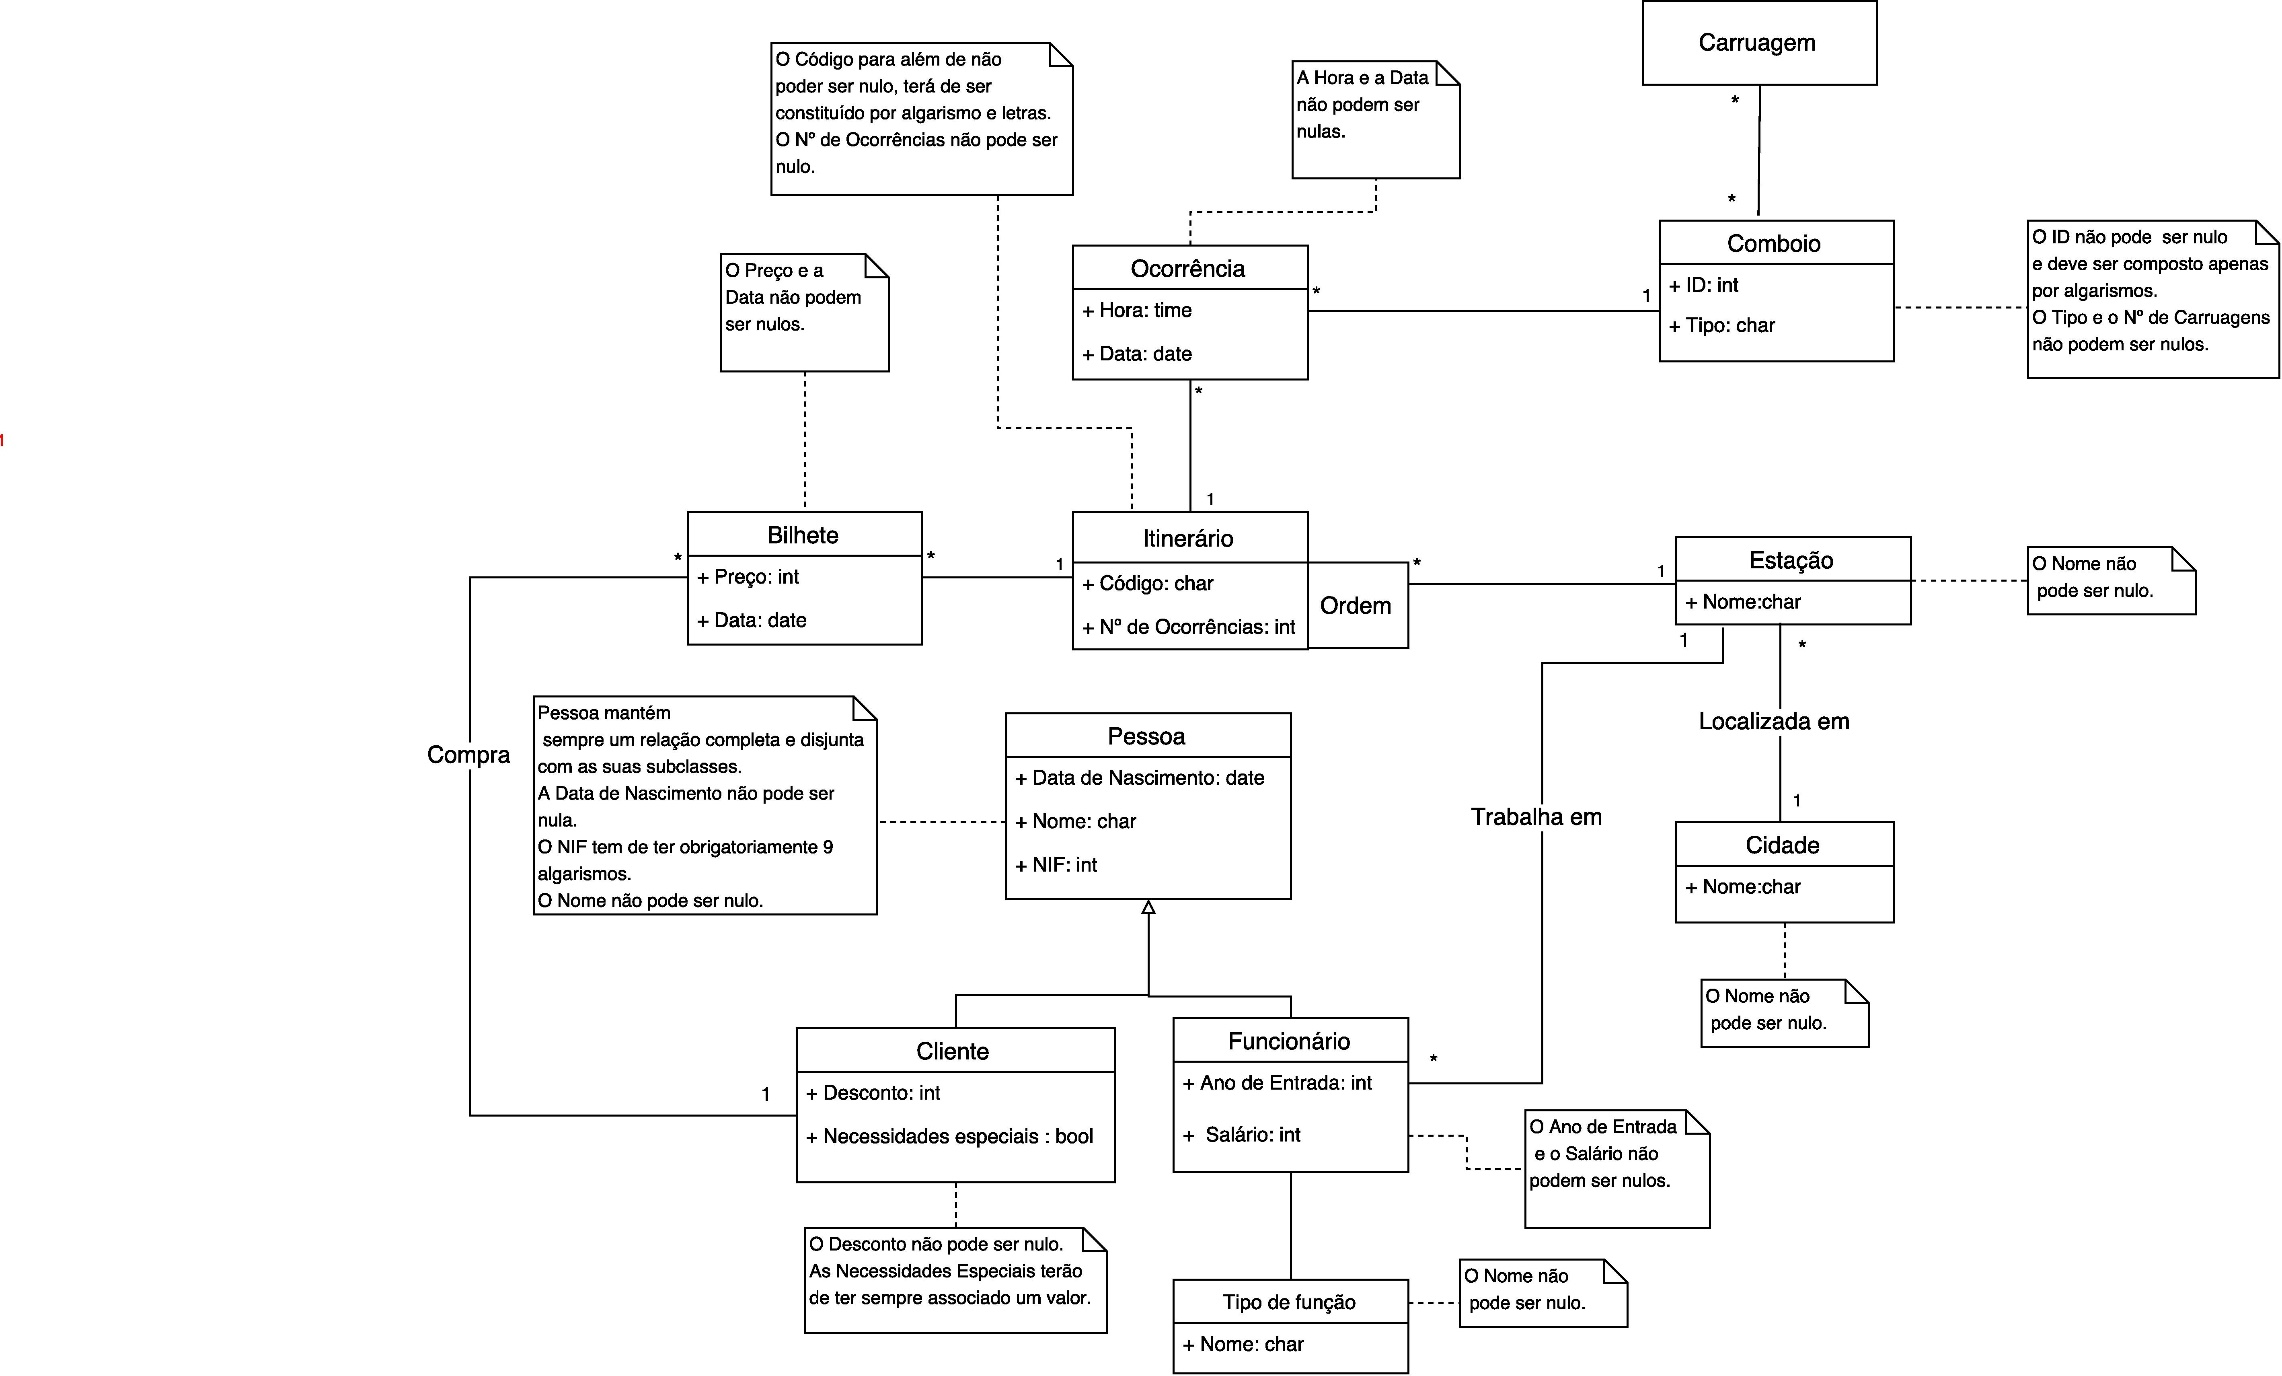 Carruagem
*
*
O Código para além de não
poder ser nulo, terá de ser
constituído por algarismo e letras.
O Nº de Ocorrências não pode ser
nulo.
A Hora e a Data
não podem ser
nulas.
Comboio
+ ID: int
+ Tipo: char
O ID não pode ser nulo
e deve ser composto apenas
por algarismos.
O Tipo e o Nº de Carruagens
não podem ser nulos.
Ocorrência
+ Hora: time
+ Data: date
*
1
*
1
O Preço e a
Data não podem
ser nulos.
1
Bilhete
+ Preço: int
+ Data: date
*
*
1
Itinerário
+ Código: char
+ Nº de Ocorrências: int
Ordem
*
1
Estação
+ Nome:char
O Nome não
pode ser nulo.
1
*
Localizada em
1
Compra
Pessoa mantém
sempre um relação completa e disjunta
com as suas subclasses.
A Data de Nascimento não pode ser
nula.
O NIF tem de ter obrigatoriamente 9
algarismos.
O Nome não pode ser nulo.
Pessoa
+ Data de Nascimento: date
+ Nome: char
+ NIF: int
Trabalha em
Cidade
+ Nome:char
O Nome não
pode ser nulo.
1
Cliente
+ Desconto: int
+ Necessidades especiais : bool
Funcionário
+ Ano de Entrada: int
+ Salário: int
*
O Ano de Entrada
e o Salário não
podem ser nulos.
O Desconto não pode ser nulo.
As Necessidades Especiais terão
de ter sempre associado um valor.
Tipo de função
+ Nome: char
O Nome não
pode ser nulo.